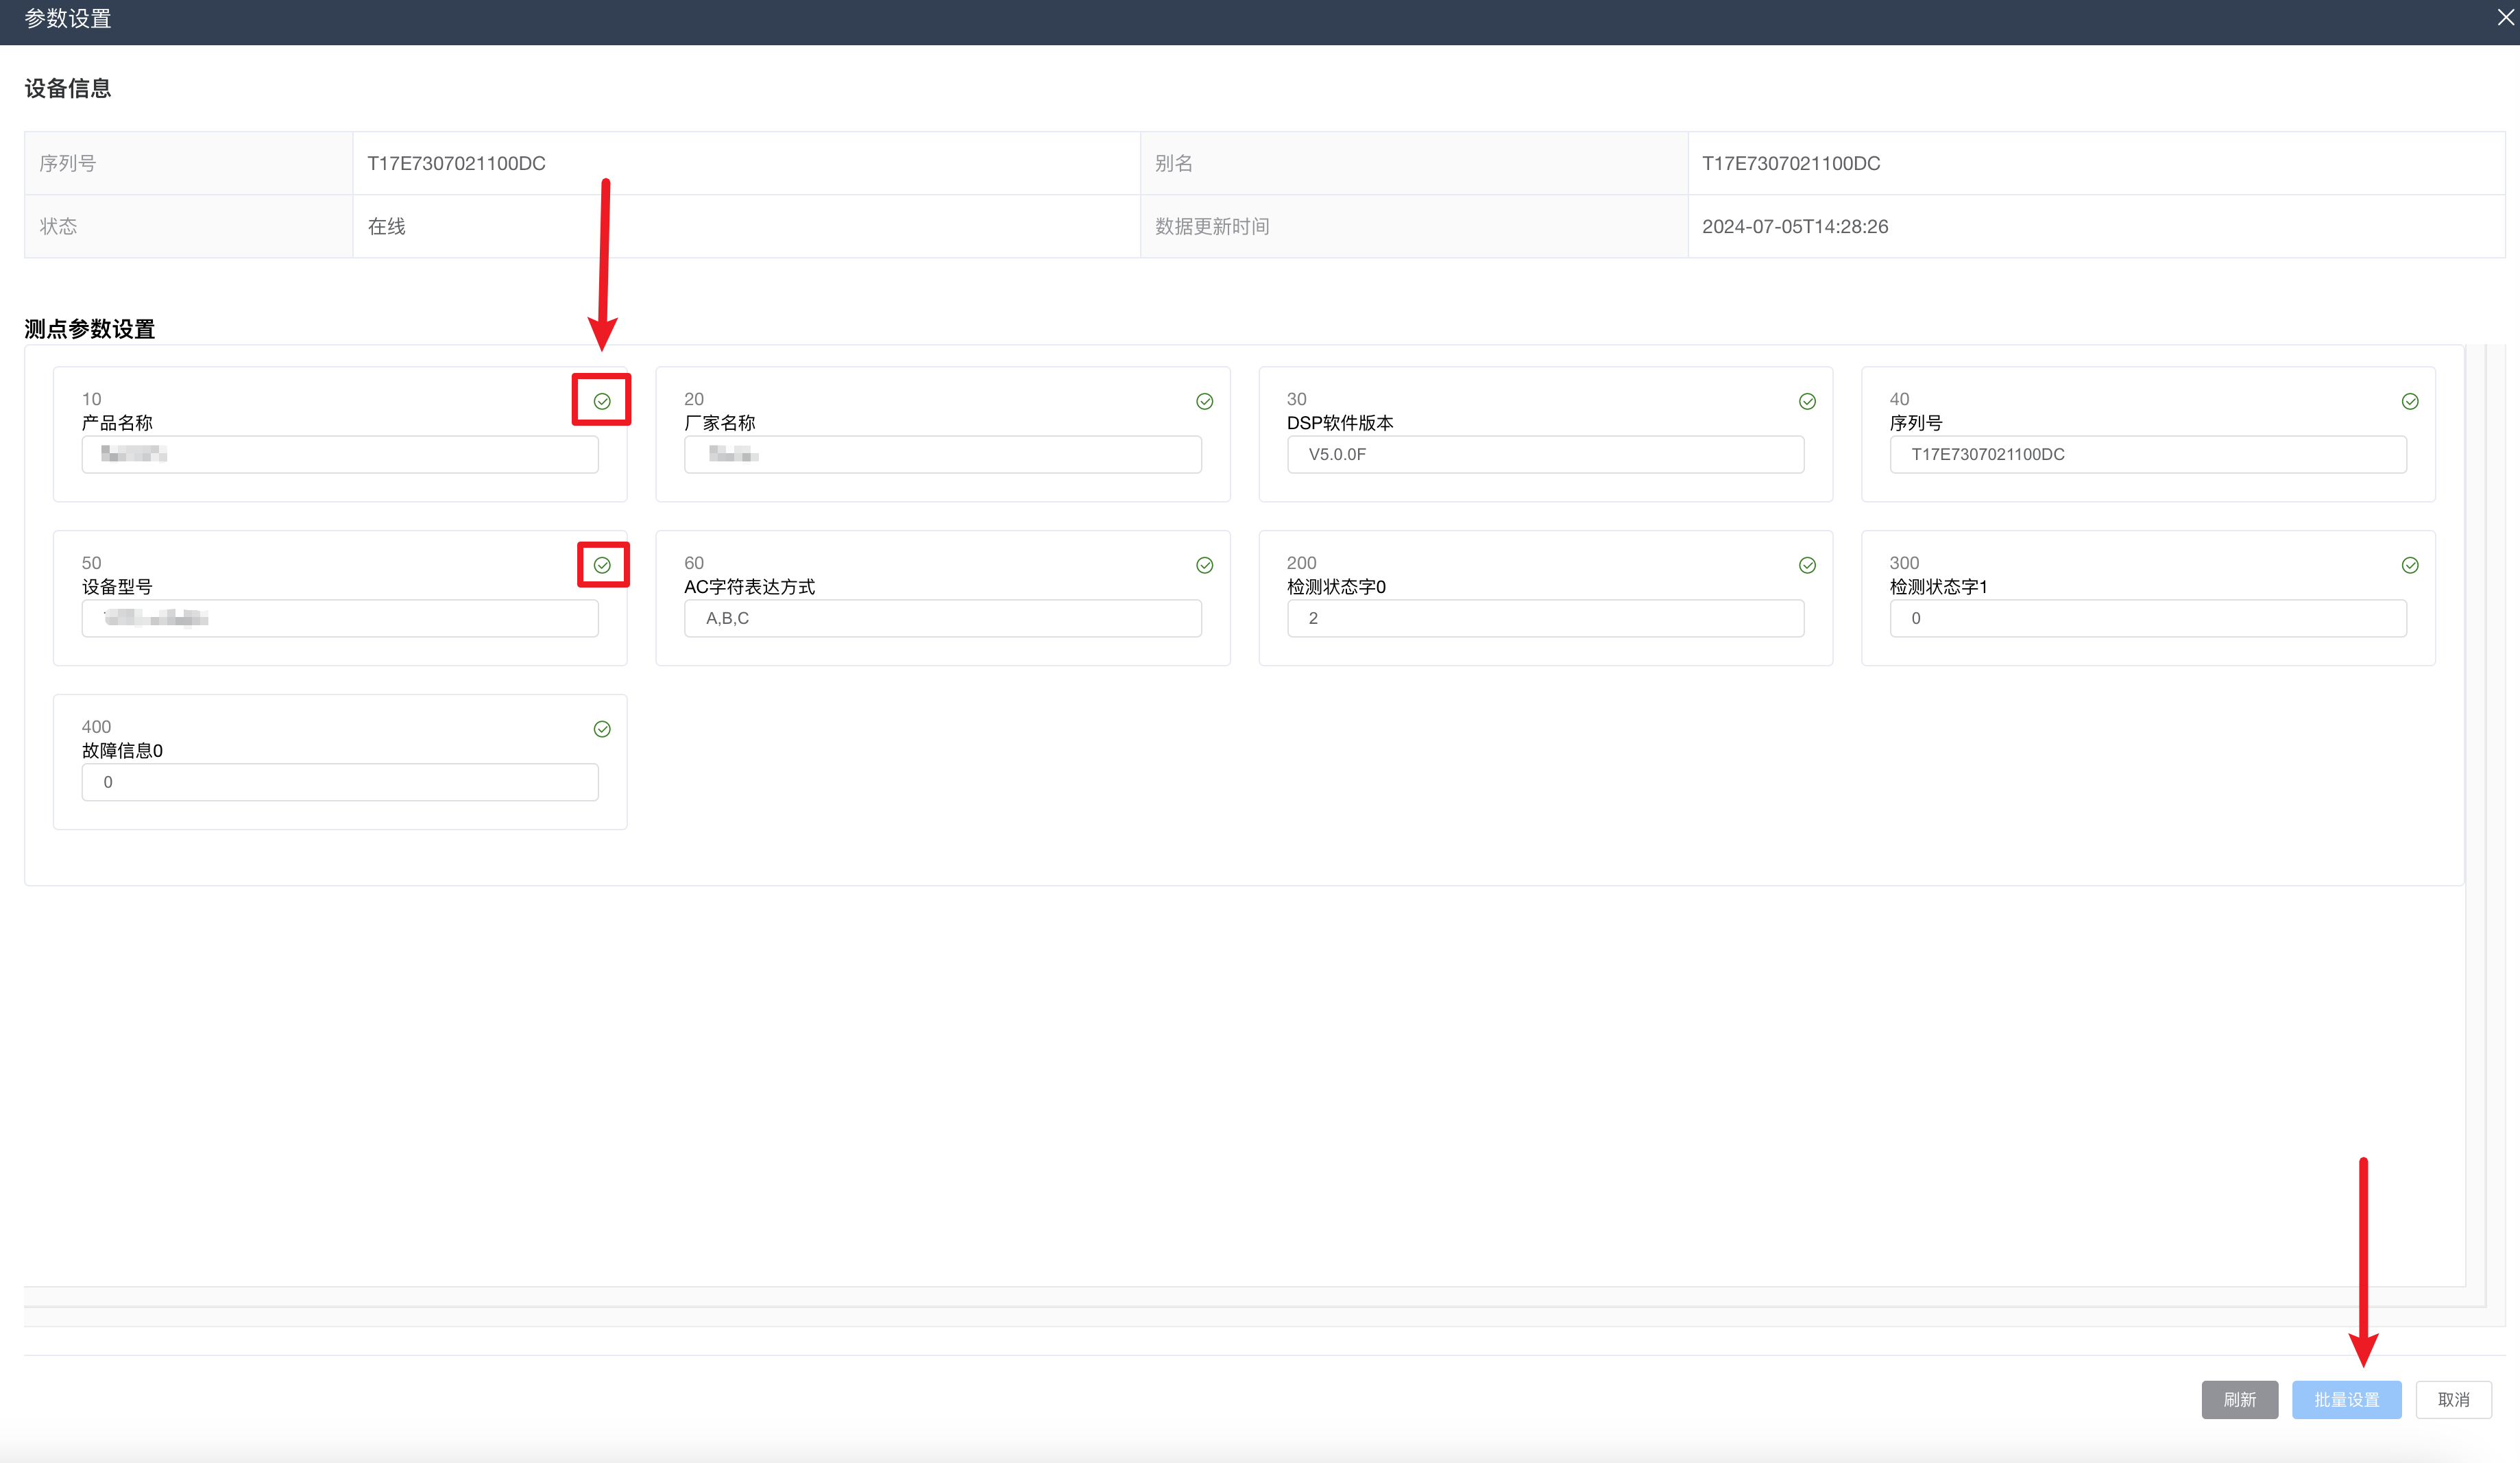 参数设置
设备信息
序列号 T17E7307021100DC 别名 T17E7307021100DC
状态 在线 数据更新时间 2024-07-05T14:28:26
测点参数设置
10
产品名称
20
厂家名称
30
DSP软件版本
V5.0.0F
40
序列号
T17E7307021100DC
50
设备型号
60
AC字符表达方式
A,B,C
200
检测状态字0
2
300
检测状态字1
0
400
故障信息0
0
刷新 批量设置 取消